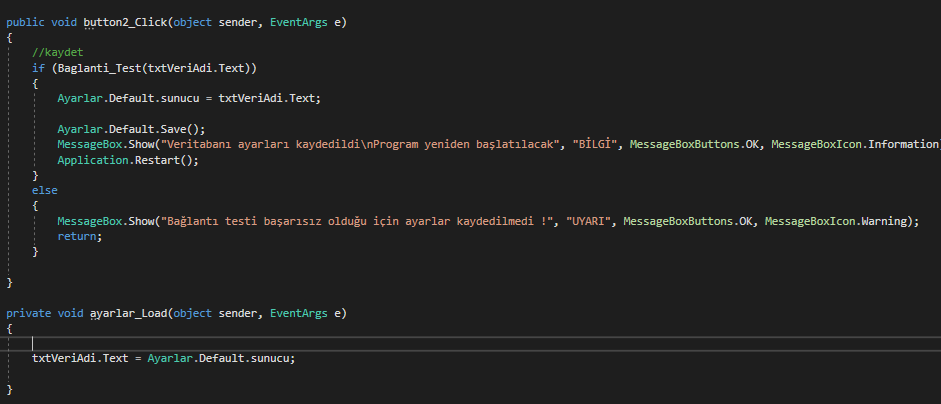 public void button2_Click(object sender, EventArgs e)
{
//kaydet
if (Baglanti_Test(txtVeriAdi.Text))
{
Ayarlar.Default.sunucu = txtVeriAdi.Text;
Ayarlar.Default.Save();
MessageBox.Show("Veritabanı ayarları kaydedildi\nProgram yeniden başlatılacak", "BİLGİ", MessageBoxButtons.OK, MessageBoxIcon.Information
Application.Restart();
}
else
{
MessageBox.Show("Bağlantı testi başarısız olduğu için ayarlar kaydedilmedi !", "UYARI", MessageBoxButtons.OK, MessageBoxIcon.Warning);
return;
}
}
private void ayarlar_Load(object sender, EventArgs e)
{
txtVeriAdi.Text = Ayarlar.Default.sunucu;
}